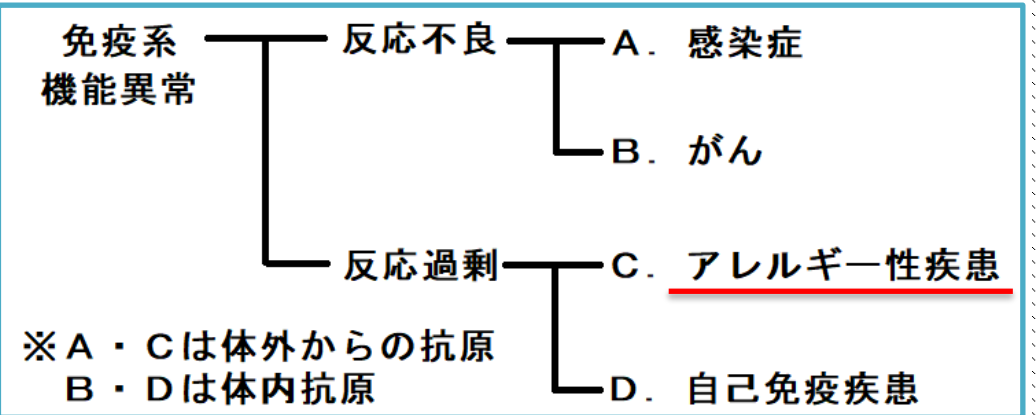 免疫系
機能異常
反応不良
A. 感染症
B. がん
反応過剰
C. アレルギー性疾患
D. 自己免疫疾患
※A・Cは体外からの抗原
B・Dは体内抗原